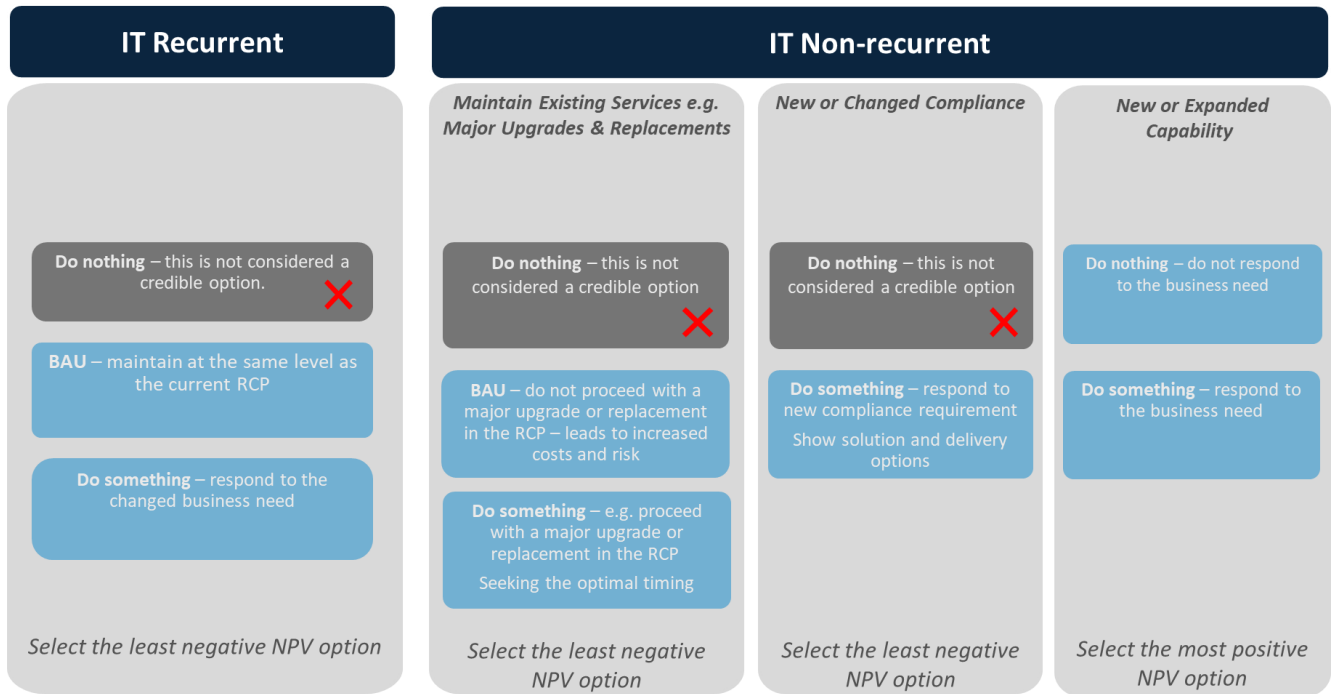 IT Recurrent
Do nothing – this is not considered a
credible option.
BAU – maintain at the same level as
the current RCP
Do something – respond to the
changed business need
Select the least negative NPV option
IT Non-recurrent
Maintain Existing Services e.g.
Major Upgrades & Replacements
Do nothing – this is not
considered a credible option
BAU – do not proceed with a
major upgrade or replacement
in the RCP – leads to increased
costs and risk
Do something – e.g. proceed
with a major upgrade or
replacement in the RCP
Seeking the optimal timing
Select the least negative
NPV option
New or Changed Compliance
Do nothing – this is not
considered a credible option
Do something – respond to
new compliance requirement
Show solution and delivery
options
Select the least negative
NPV option
New or Expanded
Capability
Do nothing – do not respond
to the business need
Do something – respond to
the business need
Select the most positive
NPV option